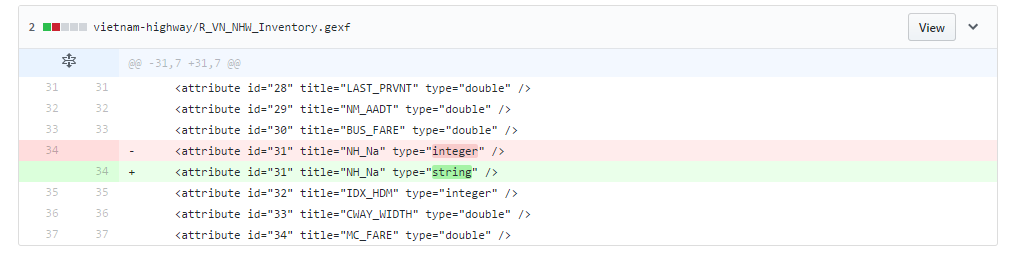 2 vietnam-highway/R_VN_NHW_Inventory.gexf View
@@ -31,7 +31,7 @@
31 31 <attribute id="28" title="LAST_PRVNT" type="double" />
32 32 <attribute id="29" title="NM_AADT" type="double" />
33 33 <attribute id="30" title="BUS_FARE" type="double" />
34 - <attribute id="31" title="NH_Na" type="integer" />
34 + <attribute id="31" title="NH_Na" type="string" />
35 35 <attribute id="32" title="IDX_HDM" type="integer" />
36 36 <attribute id="33" title="CWAY_WIDTH" type="double" />
37 37 <attribute id="34" title="MC_FARE" type="double" />